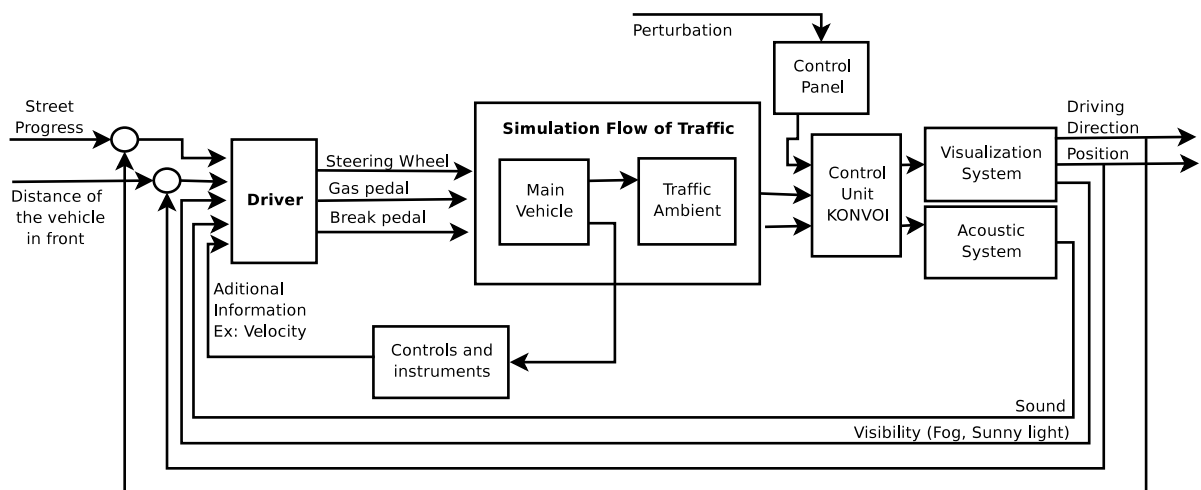 Perturbation
Control
Panel
Street
Progress
Distance of
the vehicle
in front
Driver
Steering Wheel
Gas pedal
Break pedal
Simulation Flow of Traffic
Main
Vehicle
Traffic
Ambient
Control
Unit
KONVOI
Visualization
System
Acoustic
System
Driving
Direction
Position
Aditional
Information
Ex: Velocity
Controls and
instruments
Sound
Visibility (Fog, Sunny light)